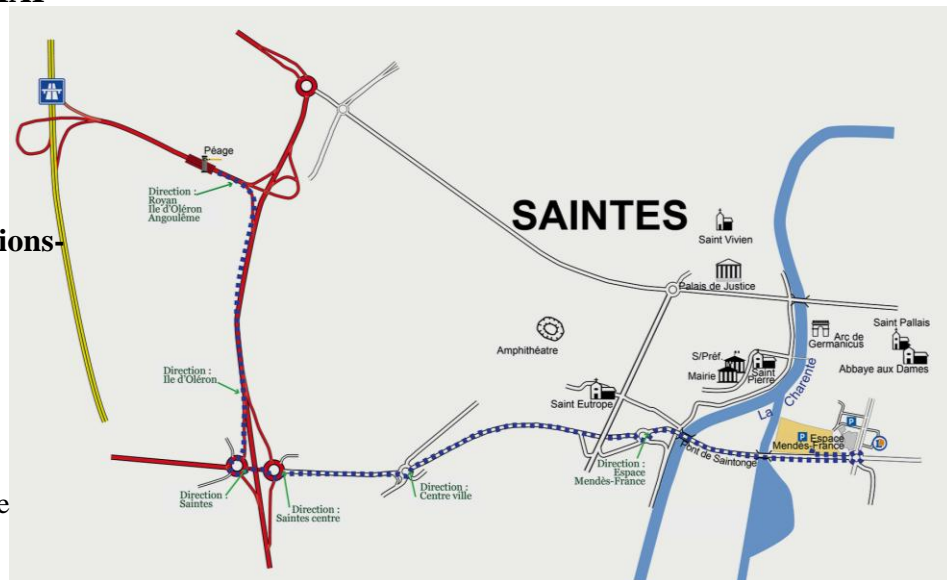 Péage
Direction :
Royan
Ile d'Oléron
Angoulême
ions-
SAINTES
Saint Vivien
Palais de Justice
Arc de
Germanicus
Saint Pallais
Abbaye aux Dames
Amphithéatre
S/Préf.
Mairie
Saint
Pierre
La Charente
Direction :
Ile d'Oléron
Saint Eutrope
P
P Espace
Mendès-France
Pont de Saintonge
Direction :
Espace
Mendès-France
Direction :
Centre ville
Direction :
Saintes
Direction :
Saintes centre
e